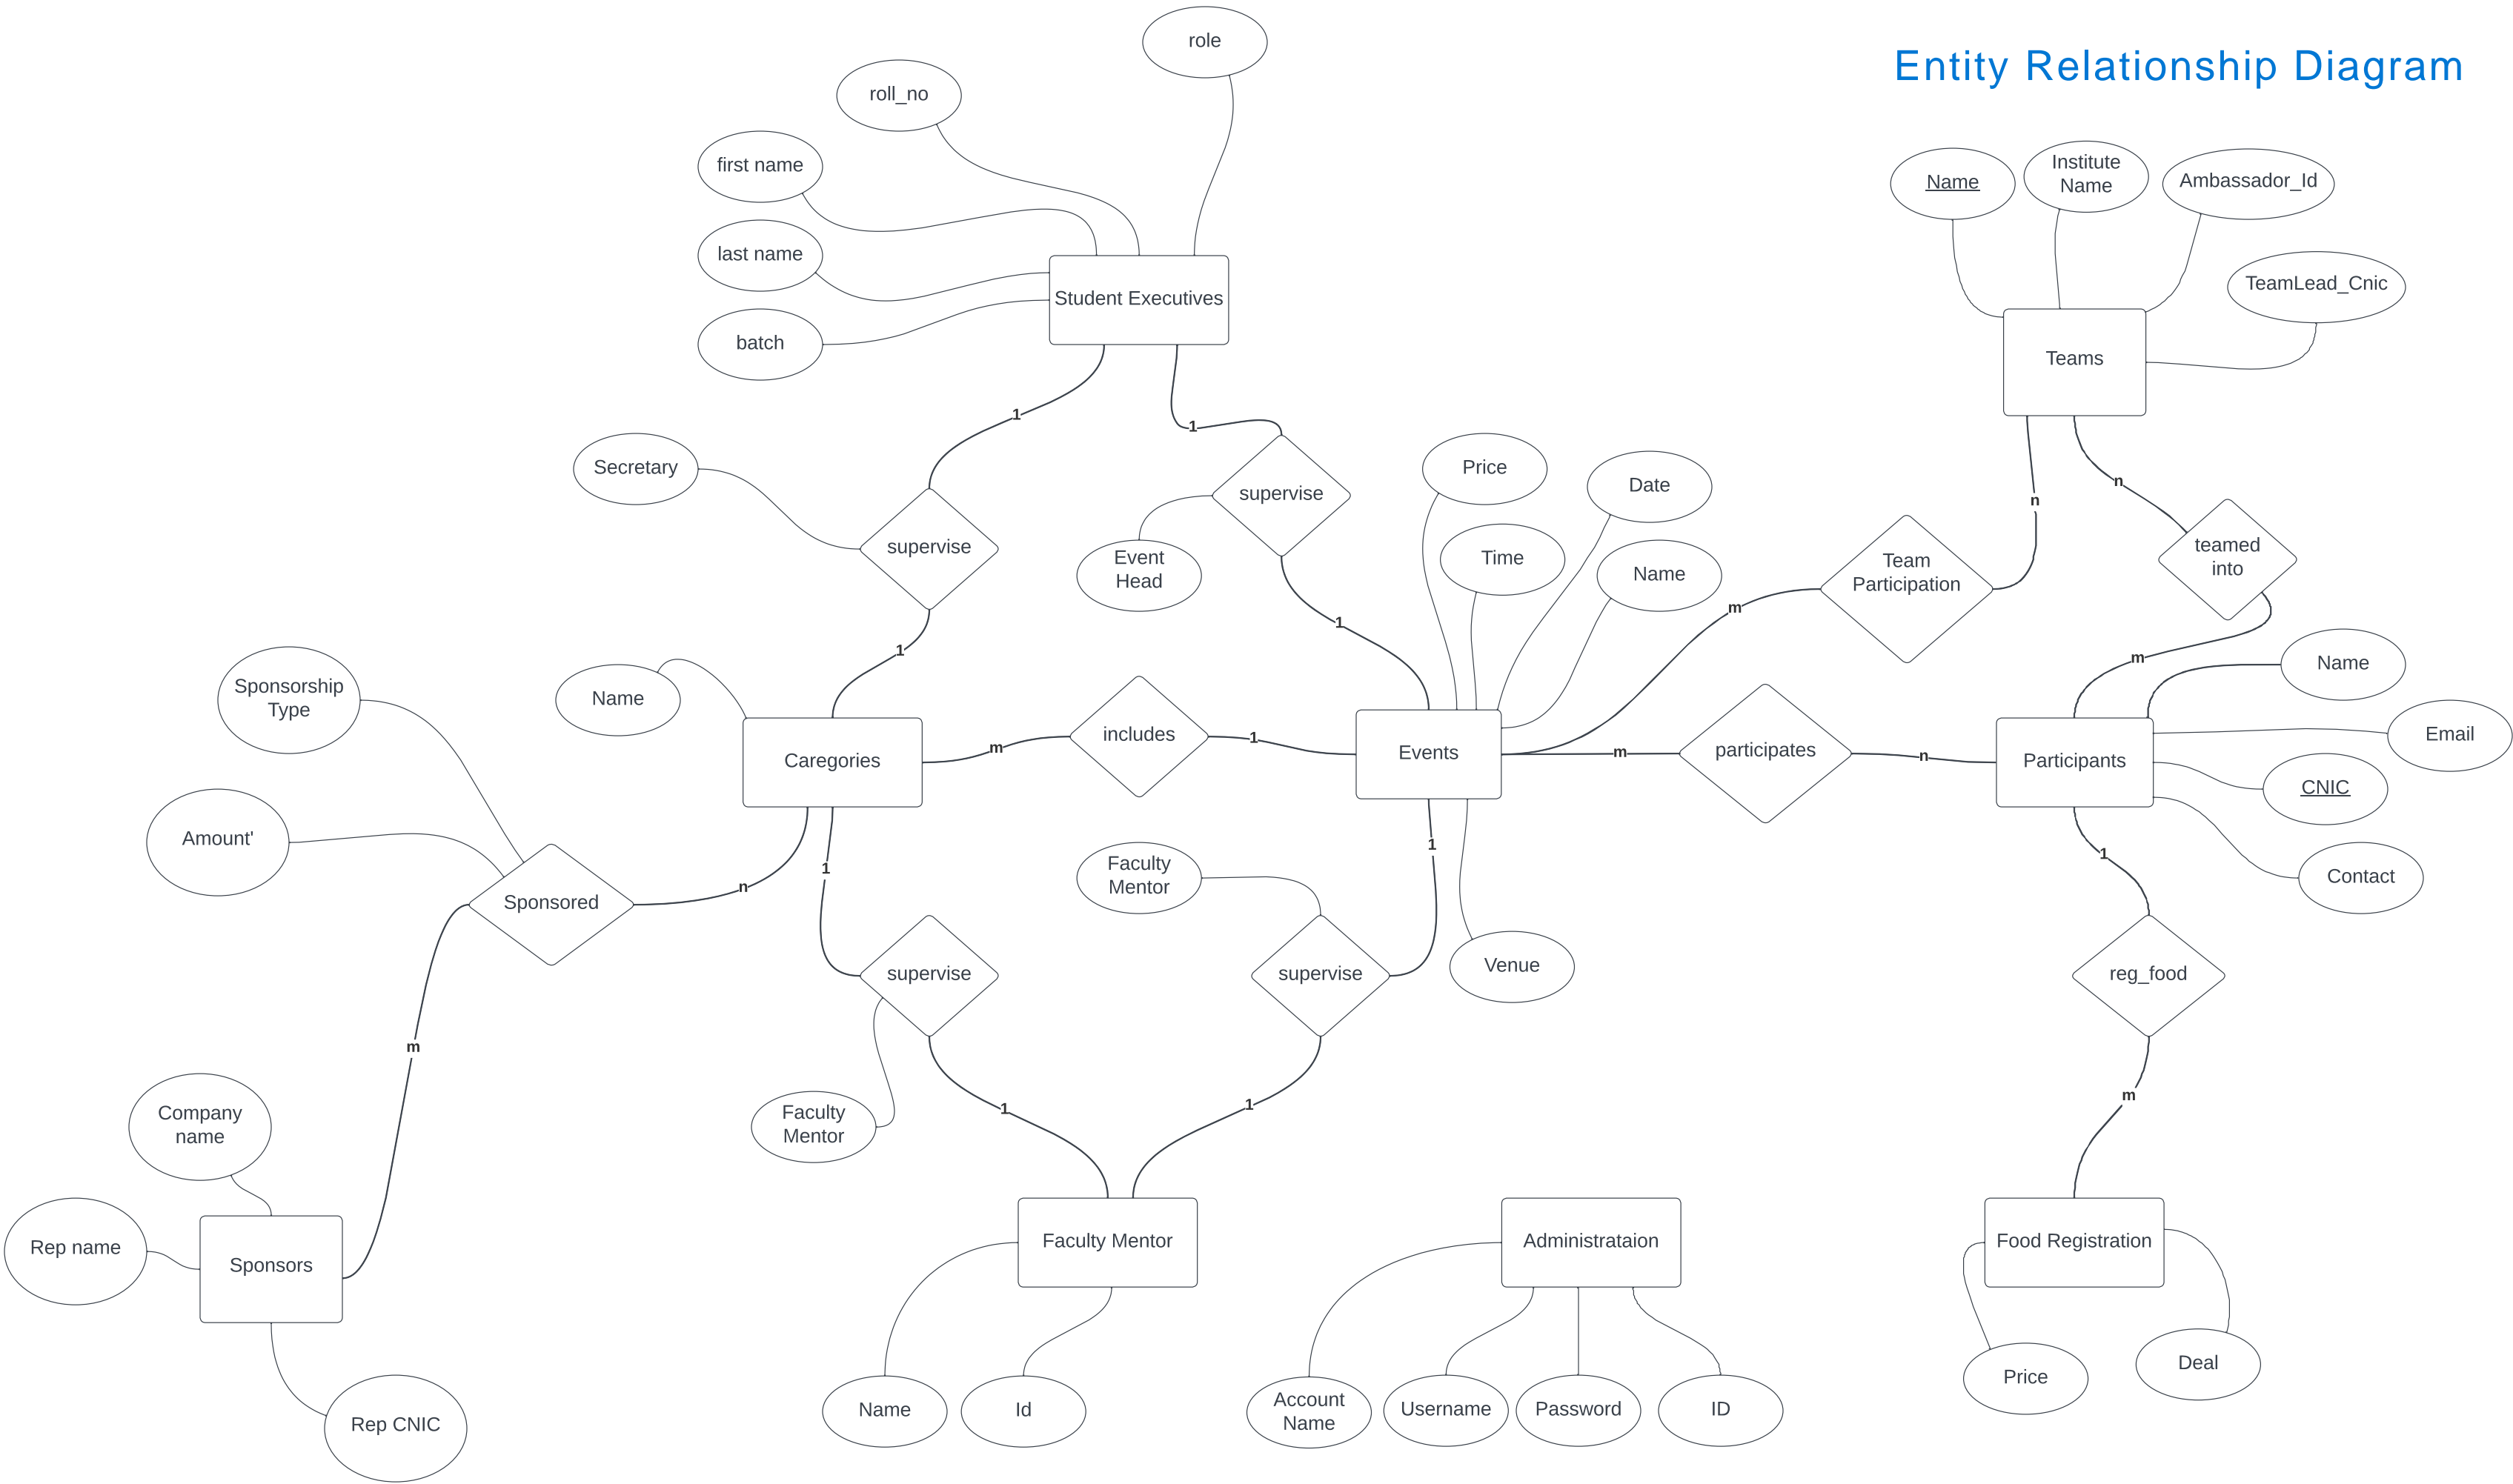 role
Entity Relationship Diagram
roll_no
first name
Institute
Name
Name
Ambassador_Id
last name
TeamLead_Cnic
Student Executives
batch
Teams
1
1
Secretary
Price
Date
n
n
supervise
supervise
Event
Head
Time
Name
Team
Participation
teamed
into
m
1
1
m
Sponsorship
Type
Name
Name
includes
m
1
Events
m
participates
n
Participants
Email
Caregories
CNIC
Amount'
1
1
Faculty
Mentor
Contact
1
n
Sponsored
supervise
supervise
Venue
reg_food
m
m
Company
name
Faculty
Mentor
1
1
Rep name
Sponsors
Faculty Mentor
Administrataion
Food Registration
Rep CNIC
Name
Id
Account
Name
Username
Password
ID
Price
Deal